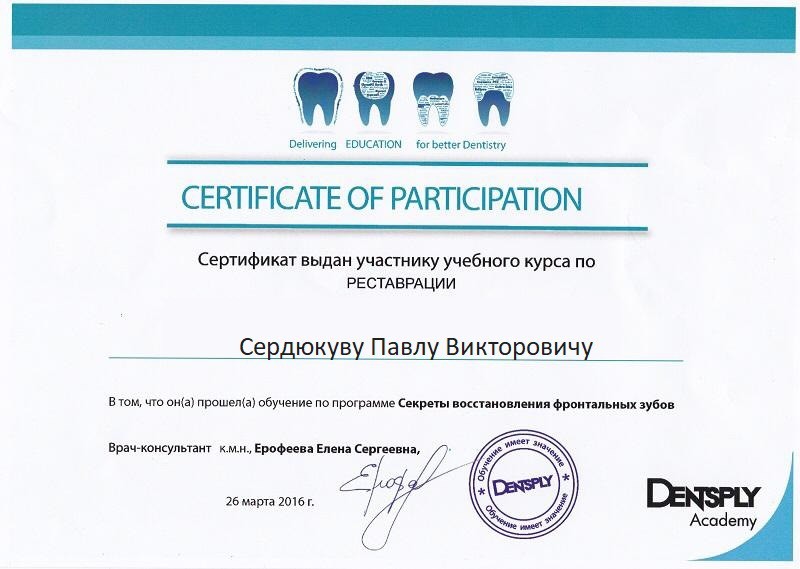 Delivering EDUCATION for better Dentistry
CERTIFICATE OF PARTICIPATION
Сертификат выдан участнику учебного курса по
РЕСТАВРАЦИИ
Сердюкуву Павлу Викторовичу
В том, что он(а) прошел(а) обучение по программе Секреты восстановления фронтальных зубов
Врач-консультант к.м.н., Ерофеева Елена Сергеевна,
26 марта 2016 г.
Обучение имеет значение
DENTSPLY
Обучение имеет значение
DENTSPLY
Academy